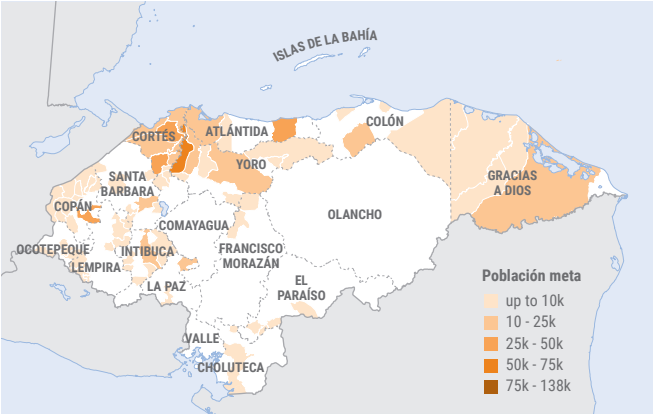 ISLAS DE LA BAHÍA
COLÓN
CORTÉS
ATLÁNTIDA
YORO
GRACIAS
A DIOS
SANTA
BARBARA
COPÁN
OLANCHO
COMAYAGUA
OCOTEPEQUE
INTIBUCA
FRANCISCO
MORAZÁN
LEMPIRA
LA PAZ
EL
PARAÍSO
VALLE
CHOLUTECA
Población meta
up to 10k
10 - 25k
25k - 50k
50k - 75k
75k - 138k